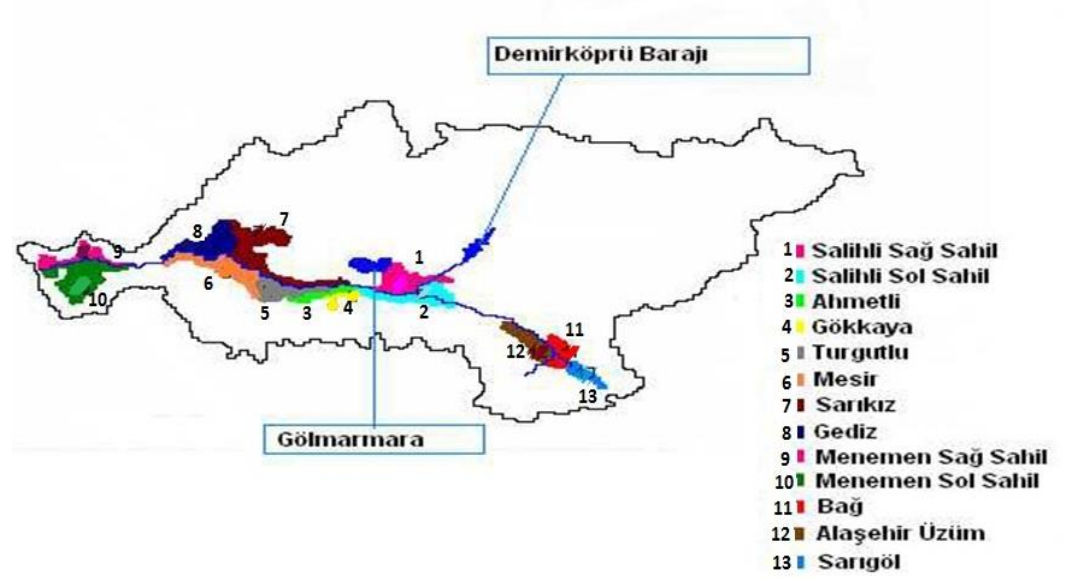 Demirköprü Barajı
7
8
9
1
6
10
5
3
4
2
11
12
13
Gölmarmara
1 Salihli Sağ Sahil
2 Salihli Sol Sahil
3 Ahmetli
4 Gökkaya
5 Turgutlu
6 Mesir
7 Sarıkız
8 Gediz
9 Menemen Sağ Sahil
10 Menemen Sol Sahil
11 Bağ
12 Alaşehir Üzüm
13 Sarıgöl